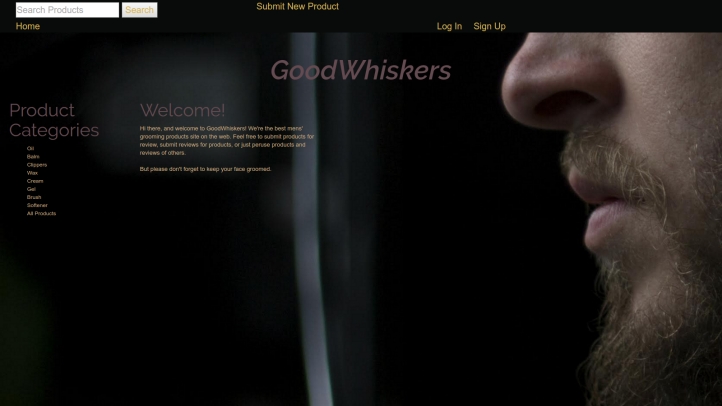 Search Products
Search
Submit New Product
Home
Log In
Sign Up
GoodWhiskers
Product
Categories
Oil
Balm
Clippers
Wax
Cream
Gel
Brush
Softener
All Products
Welcome!
Hi there, and welcome to GoodWhiskers! We're the best mens'
grooming products site on the web. Feel free to submit products for
review, submit reviews for products, or just peruse products and
reviews of others.
But please don't forget to keep your face groomed.